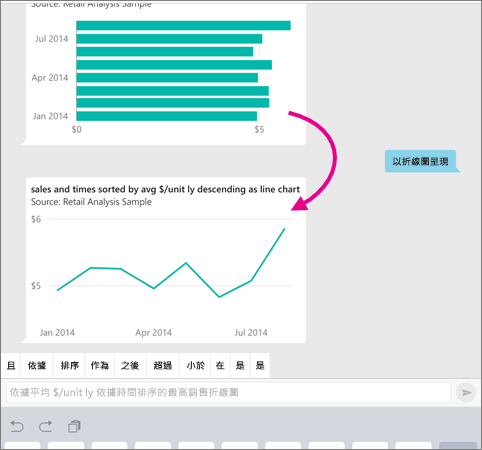 Source: Retail Analysis Sample
Jul 2014
Apr 2014
Jan 2014
$0
$5
以折線圖呈現
sales and times sorted by avg $/unit ly descending as line chart
Source: Retail Analysis Sample
$6
$5
Jan 2014
Apr 2014
Jul 2014
且 依據 排序 作為 之後 超過 小於 在 是 是
依據平均 $/unit ly 依據時間排序的最高銷售折線圖